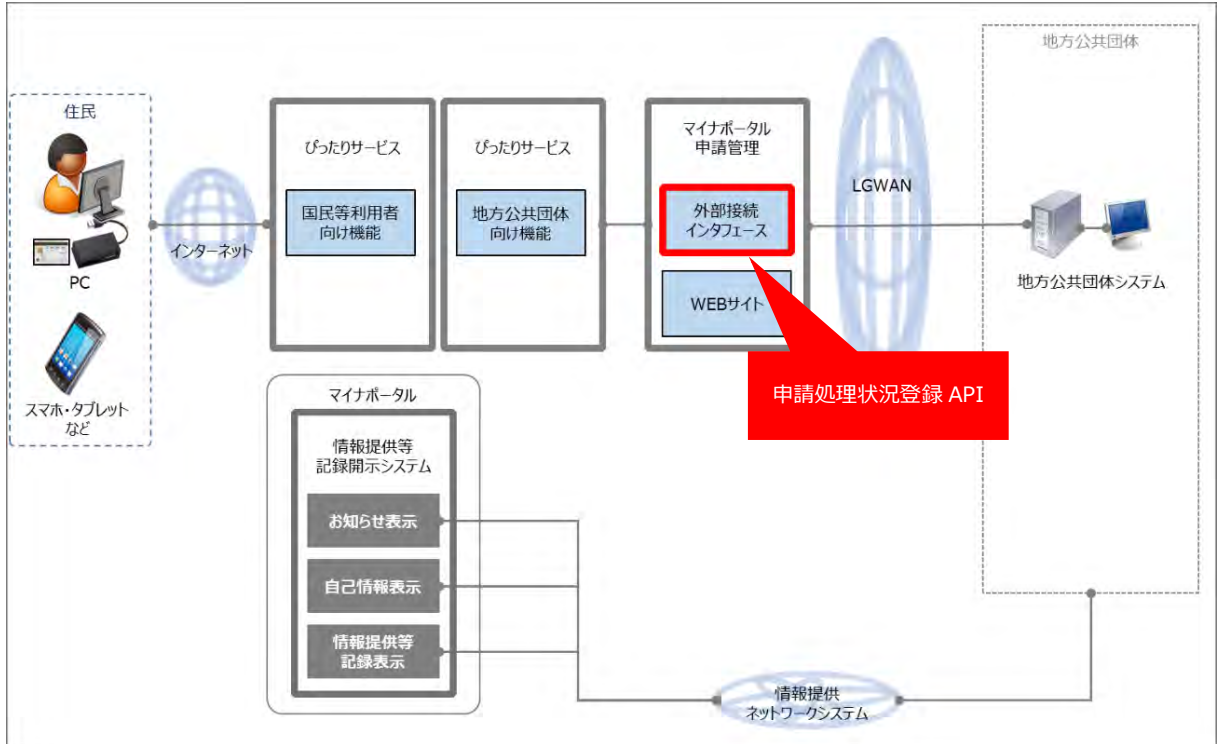 住民
PC
スマホ・タブレット
など
インターネット
ぴったりサービス
国民等利用者
向け機能
ぴったりサービス
地方公共団体
向け機能
マイナポータル
申請管理
外部接続
インタフェース
WEBサイト
LGWAN
地方公共団体
地方公共団体システム
申請処理状況登録 API
マイナポータル
情報提供等
記録開示システム
お知らせ表示
自己情報表示
情報提供等
記録表示
情報提供
ネットワークシステム